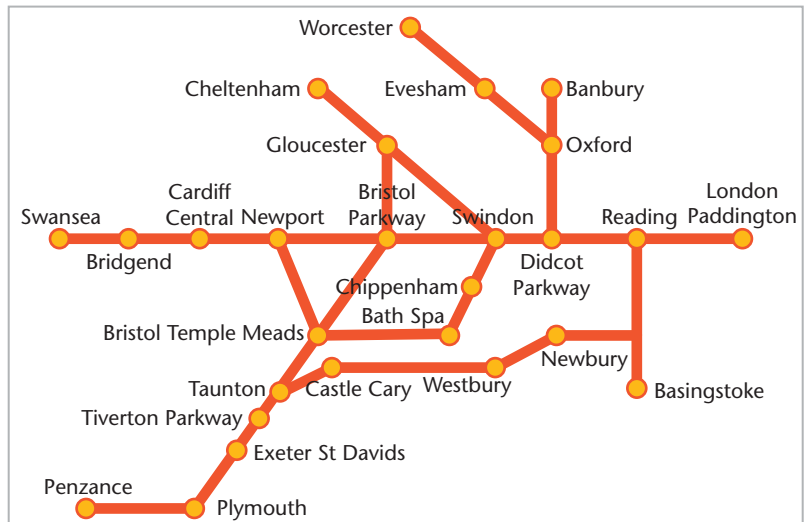 Worcester
Cheltenham
Evesham
Banbury
Gloucester
Oxford
Swansea
Cardiff
Central
Newport
Bristol
Parkway
Swindon
Reading
London
Paddington
Bridgend
Didcot
Parkway
Chippenham
Bath Spa
Bristol Temple Meads
Newbury
Taunton
Castle Cary
Westbury
Basingstoke
Tiverton Parkway
Exeter St Davids
Penzance
Plymouth